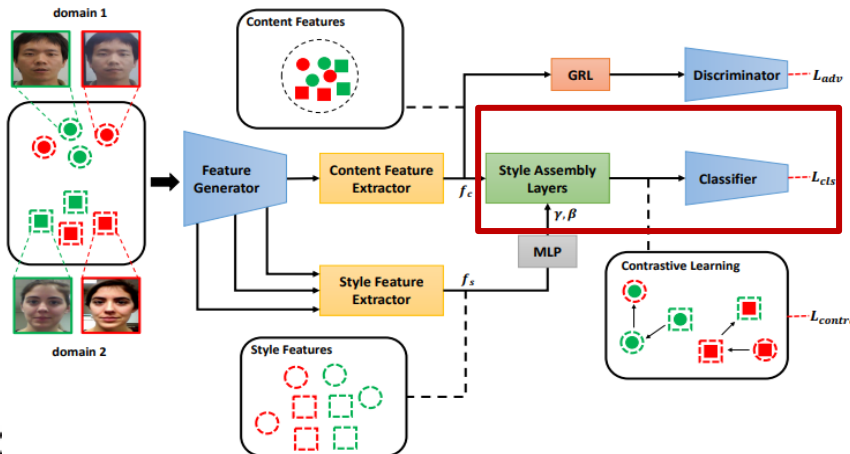 domain 1
Content Features
GRL
Discriminator
L_adv
Feature
Generator
Content Feature
Extractor
f_c
Style Assembly
Layers
Classifier
L_cls
γ, β
MLP
Style Feature
Extractor
f_s
Contrastive Learning
L_contra
domain 2
Style Features